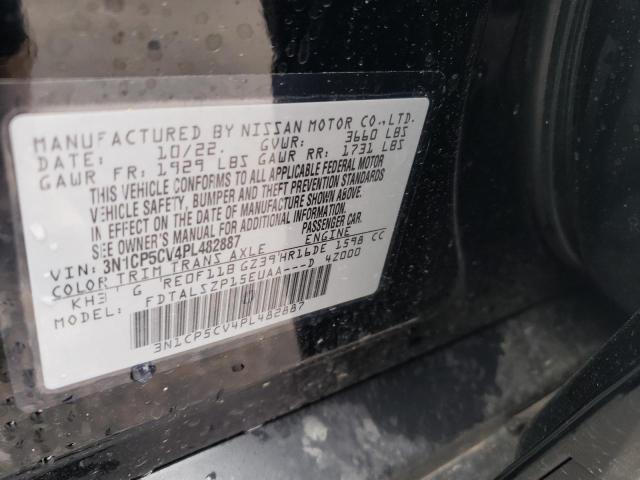 MANUFACTURED BY NISSAN MOTOR CO.,LTD.
DATE: 10/22. GVWR: 3660 LBS
GAWR FR: 1929 LBS GAWR RR: 1731 LBS
THIS VEHICLE CONFORMS TO ALL APPLICABLE FEDERAL MOTOR
VEHICLE SAFETY, BUMPER AND THEFT PREVENTION STANDARDS
IN EFFECT ON THE DATE OF MANUFACTURE SHOWN ABOVE.
SEE OWNER'S MANUAL FOR ADDITIONAL INFORMATION.
PASSENGER CAR
VIN: 3N1CP5CV4PL482887
COLOR TRIM TRANS AXLE ENGINE
KH3 G RE0F11B GZ39 HR16DE 1598 CC
MODEL: FDTALSZP15EUAA---D 4Z000
3N1CP5CV4PL482887